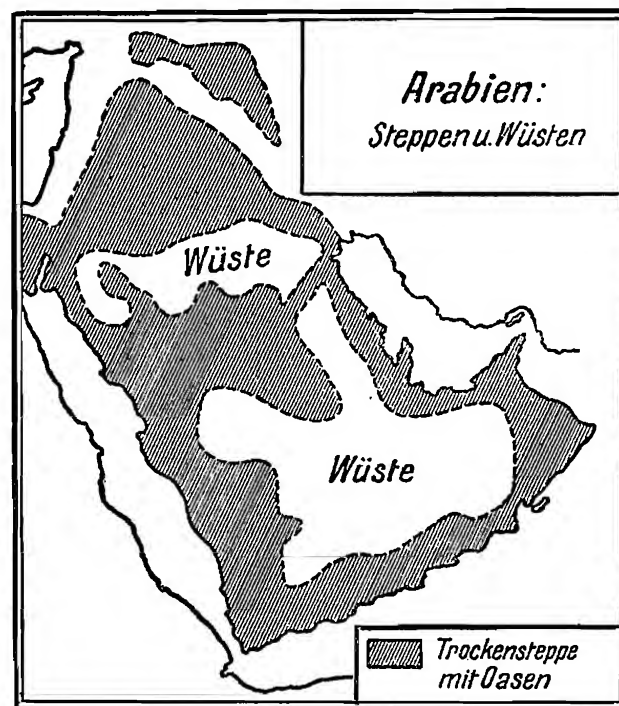 Arabien:
Steppen u. Wüsten
Wüste
Wüste
Trockensteppe
mit Oasen